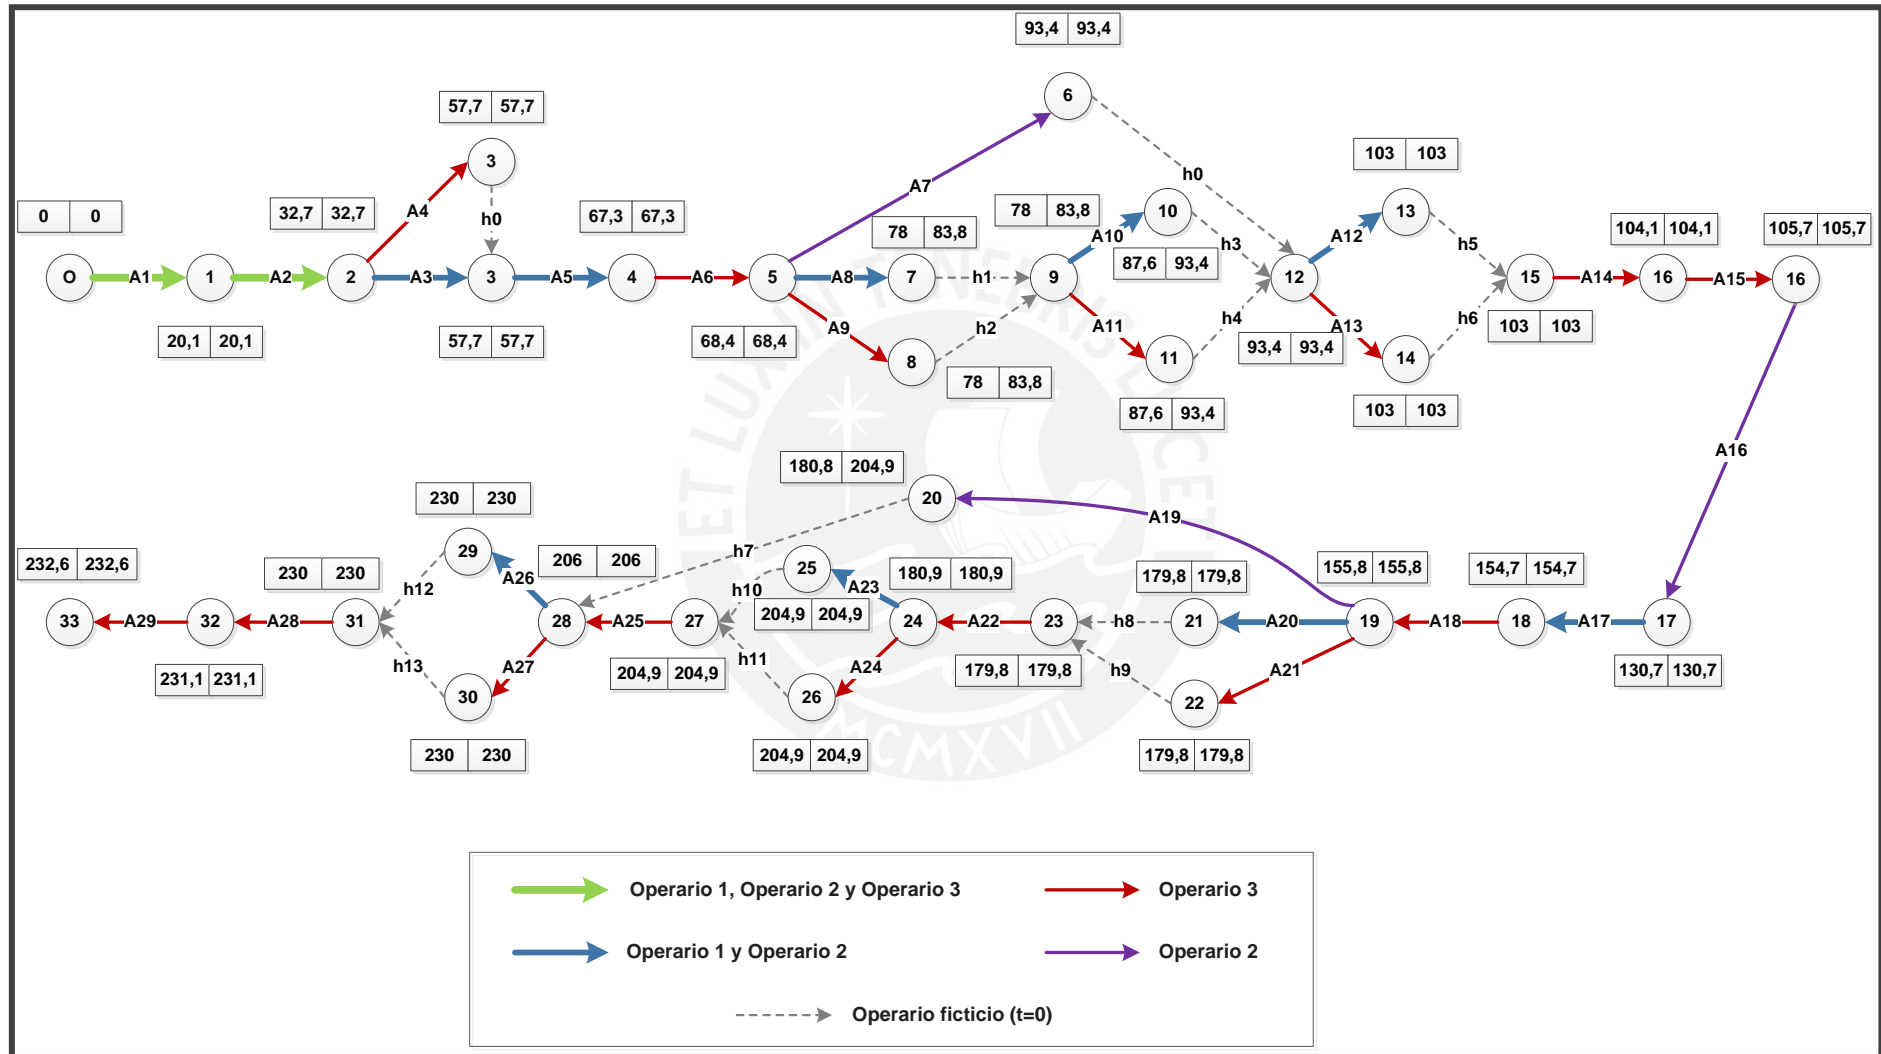 93,4 93,4
6
57,7 57,7
3
103 103
0 0
32,7 32,7
A4
h0
67,3 67,3
A7
h0
78 83,8
78 83,8
10
13
104,1 104,1
105,7 105,7
O
A1
1
A2
2
A3
3
A5
4
A6
5
A8
7
h1
9
A10
h3
87,6 93,4
12
A12
h5
15
A14
16
A15
16
20,1 20,1
57,7 57,7
68,4 68,4
A9
h2
8
78 83,8
A11
h4
11
87,6 93,4
93,4 93,4
A13
h6
14
103 103
103 103
A16
180,8 204,9
20
A19
230 230
29
206 206
h7
25
180,9 180,9
179,8 179,8
155,8 155,8
154,7 154,7
232,6 232,6
230 230
h12
A26
h10
A23
204,9 204,9
33
A29
32
A28
31
28
A25
27
24
A22
23
h8
21
A20
19
A18
18
A17
17
231,1 231,1
h13
A27
30
204,9 204,9
h11
A24
26
179,8 179,8
h9
A21
22
130,7 130,7
230 230
204,9 204,9
179,8 179,8
ET LUX IN TENEBRIS LUCET
MCMXVII
Operario 1, Operario 2 y Operario 3
Operario 3
Operario 1 y Operario 2
Operario 2
Operario ficticio (t=0)